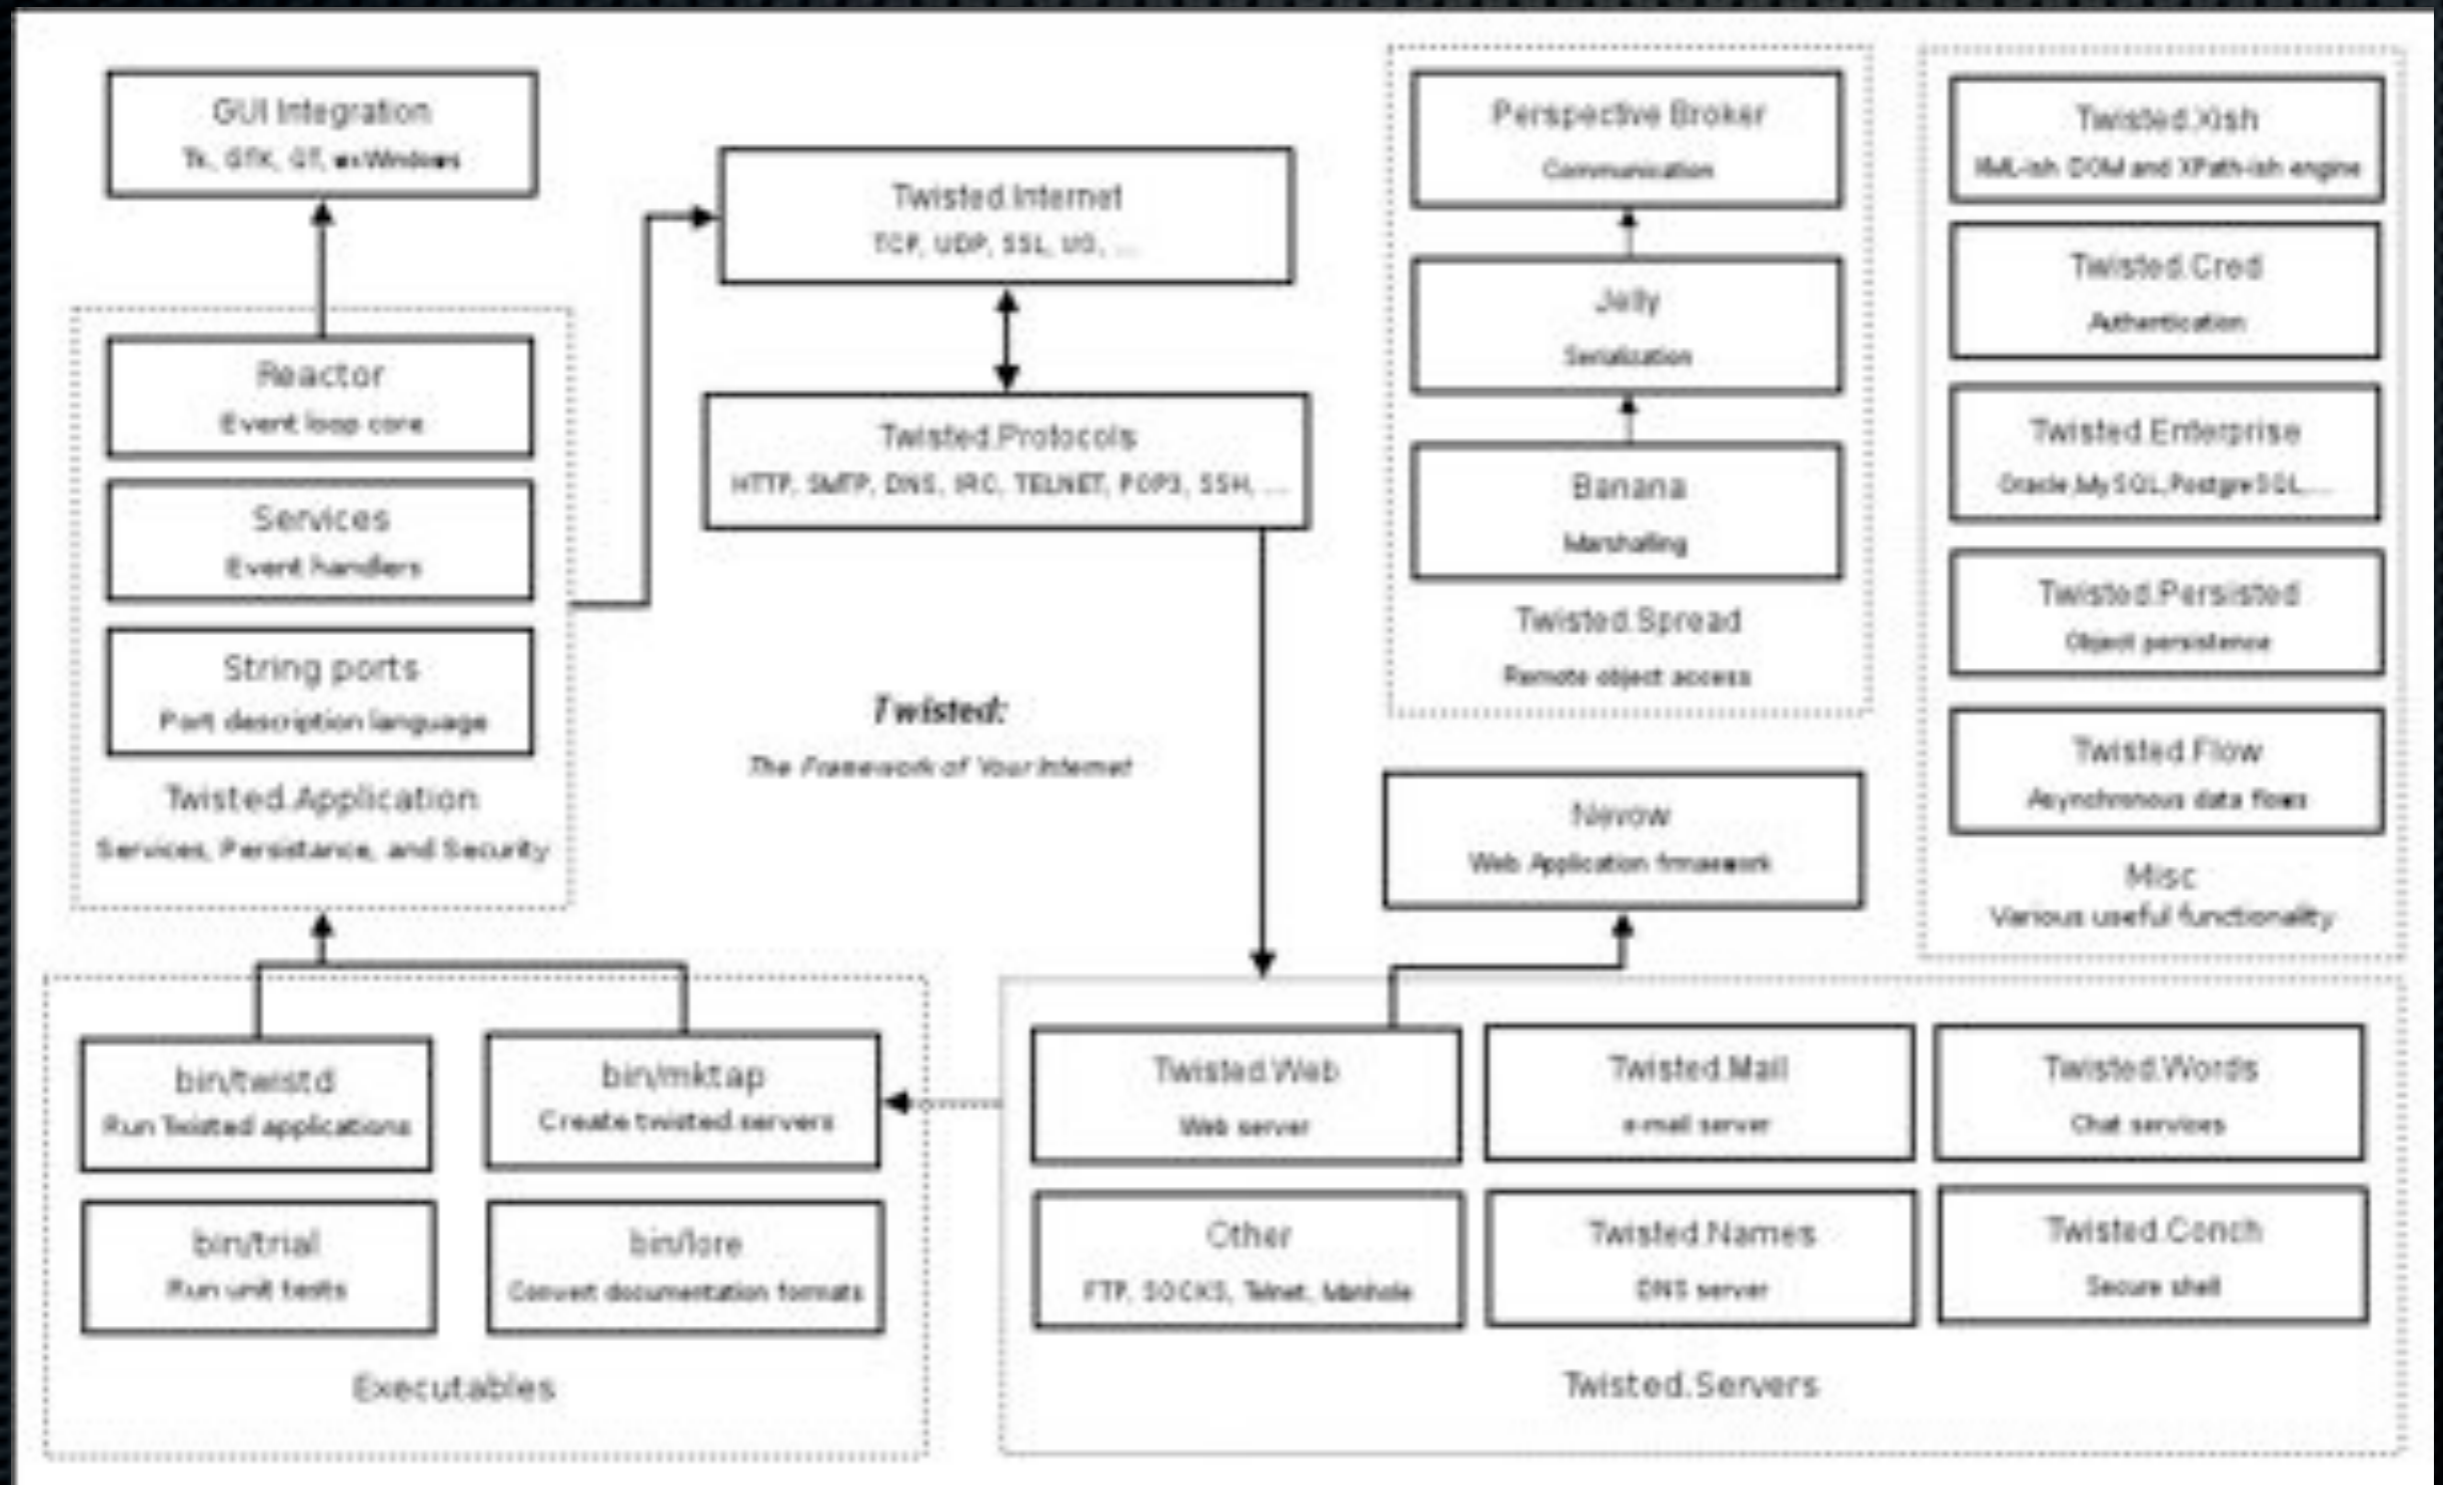 GUI Integration
Tk, GTK, QT, wxWindows
Reactor
Event loop core
Services
Event handlers
String ports
Port description language
Twisted.Application
Services, Persistance, and Security
Twisted.Internet
TCP, UDP, SSL, UG, ...
Twisted.Protocols
HTTP, SMTP, DNS, IRC, TELNET, POP3, SSH, ...
Twisted:
The Framework of Your Internet
Perspective Broker
Communication
Jelly
Serialization
Banana
Marshalling
Twisted.Spread
Remote object access
Nevow
Web Application frmaework
Twisted.Xish
XML-ish DOM and XPath-ish engine
Twisted.Cred
Authentication
Twisted.Enterprise
Oracle,MySQL,PostgreSQL,...
Twisted.Persisted
Object persistence
Twisted.Flow
Asynchronous data flows
Misc
Various useful functionality
bin/twistd
Run Twisted applications
bin/mktap
Create twisted.servers
bin/trial
Run unit tests
bin/lore
Convert documentation formats
Executables
Twisted.Web
Web server
Twisted.Mail
e-mail server
Twisted.Words
Chat services
Other
FTP, SOCKS, Telnet, Manhole
Twisted.Names
DNS server
Twisted.Conch
Secure shell
Twisted.Servers